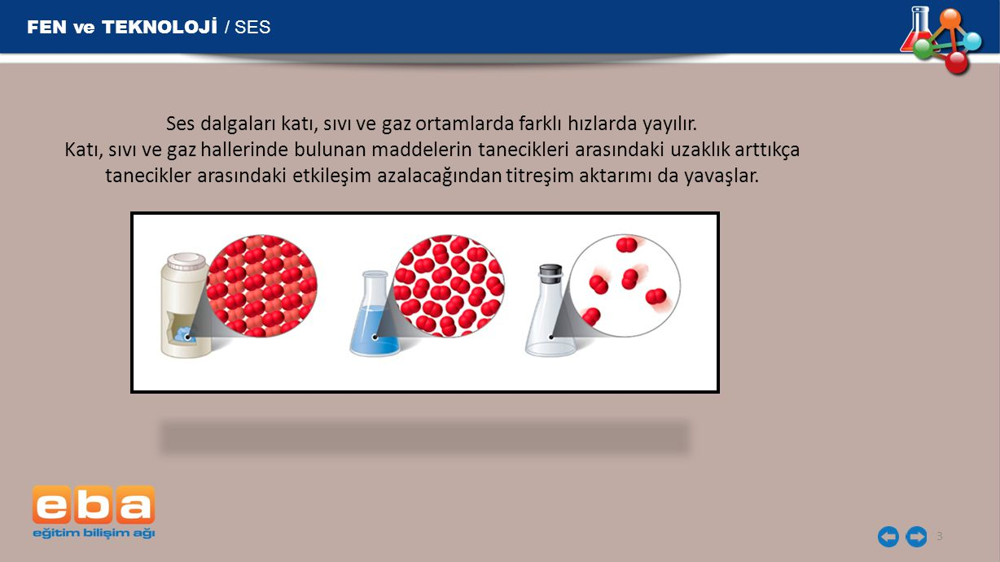 FEN ve TEKNOLOJİ / SES
Ses dalgaları katı, sıvı ve gaz ortamlarda farklı hızlarda yayılır.
Katı, sıvı ve gaz hallerinde bulunan maddelerin tanecikleri arasındaki uzaklık arttıkça
tanecikler arasındaki etkileşim azalacağından titreşim aktarımı da yavaşlar.
eba
eğitim bilişim ağı
3